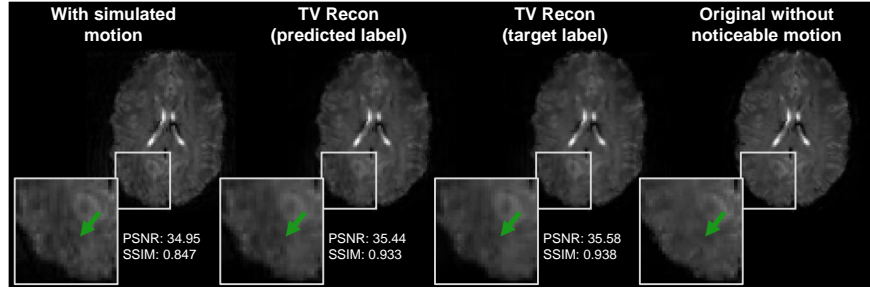 With simulated
motion
TV Recon
(predicted label)
TV Recon
(target label)
Original without
noticeable motion
PSNR: 34.95
SSIM: 0.847
PSNR: 35.44
SSIM: 0.933
PSNR: 35.58
SSIM: 0.938